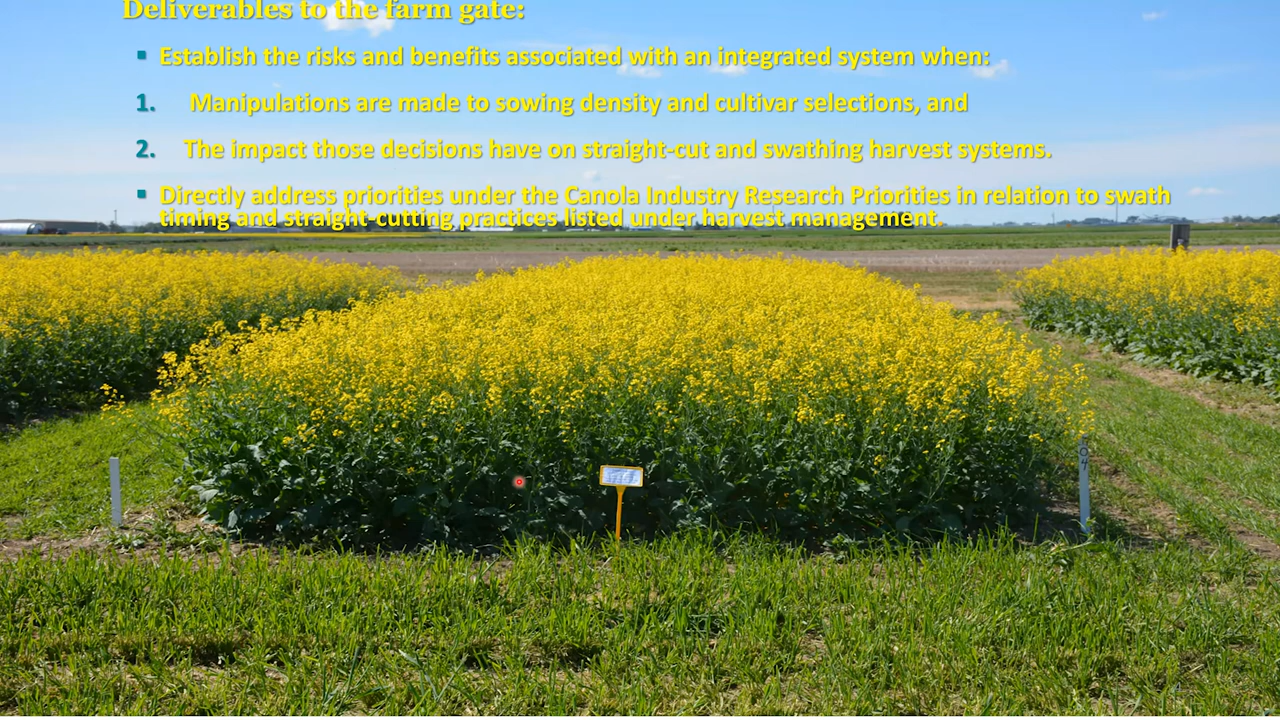 Deliverables to the farm gate:
▪ Establish the risks and benefits associated with an integrated system when:
1. Manipulations are made to sowing density and cultivar selections, and
2. The impact those decisions have on straight-cut and swathing harvest systems.
▪ Directly address priorities under the Canola Industry Research Priorities in relation to swath
timing and straight-cutting practices listed under harvest management.
04